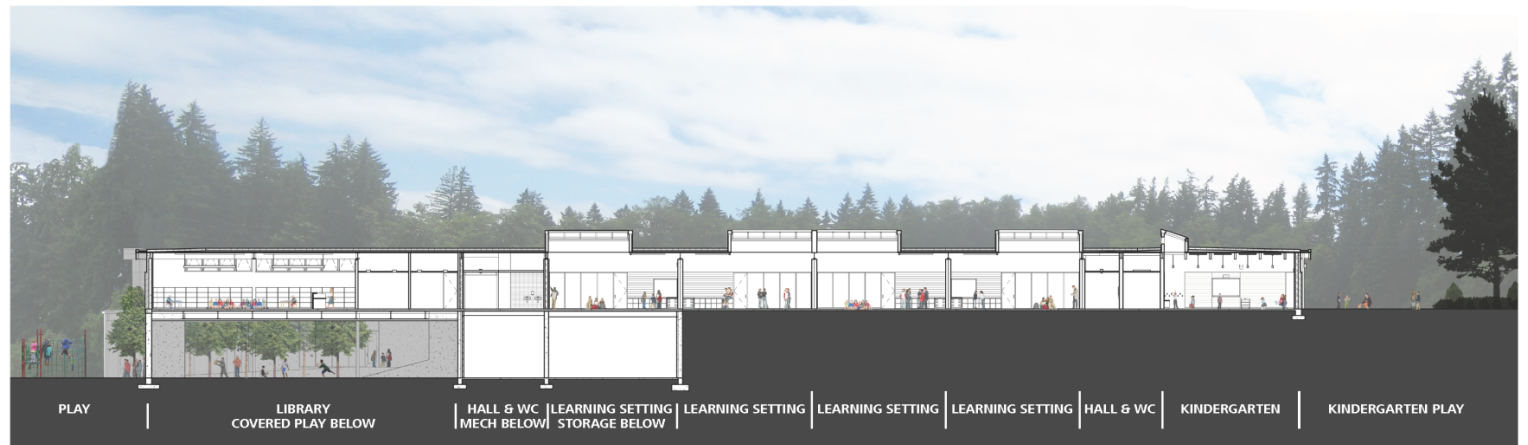 PLAY
LIBRARY
COVERED PLAY BELOW
HALL & WC
MECH BELOW
LEARNING SETTING
STORAGE BELOW
LEARNING SETTING
LEARNING SETTING
LEARNING SETTING
HALL & WC
KINDERGARTEN
KINDERGARTEN PLAY